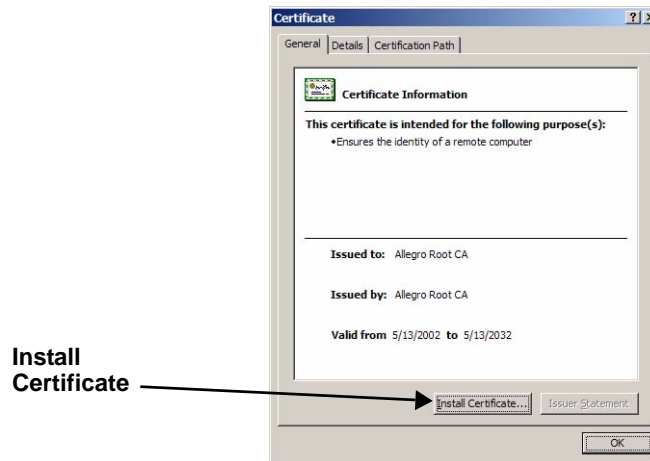 Certificate
General Details Certification Path
Certificate Information
This certificate is intended for the following purpose(s):
•Ensures the identity of a remote computer
Issued to: Allegro Root CA
Issued by: Allegro Root CA
Valid from 5/13/2002 to 5/13/2032
Install
Certificate
Install Certificate... Issuer Statement
OK